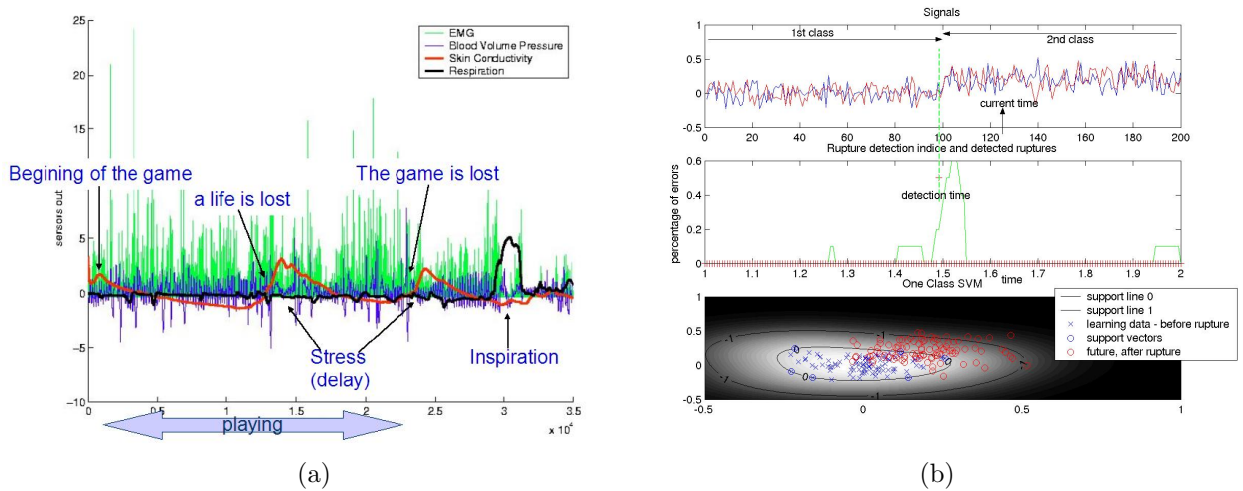 25
20
15
10
5
0
−5
−10
sensors out
EMG
Blood Volume Pressure
Skin Conductivity
Respiration
Begining of the game
a life is lost
The game is lost
Stress
(delay)
Inspiration
0 0.5 1 1.5 2 2.5 3 3.5
x 10⁴
playing
(a)
Signals
1st class 2nd class
current time
1
0.5
0
-0.5
0 20 40 60 80 100 120 140 160 180 200
Rupture detection indice and detected ruptures
percentage of errors
0.6
0.4
0.2
0
detection time
1 1.1 1.2 1.3 1.4 1.5 1.6 1.7 1.8 1.9 2
time
One Class SVM
1
0.5
0
-0.5
-0.5 0 0.5 1
-1 -1 -1
0 0 0
support line 0
support line 1
learning data - before rupture
support vectors
future, after rupture
(b)